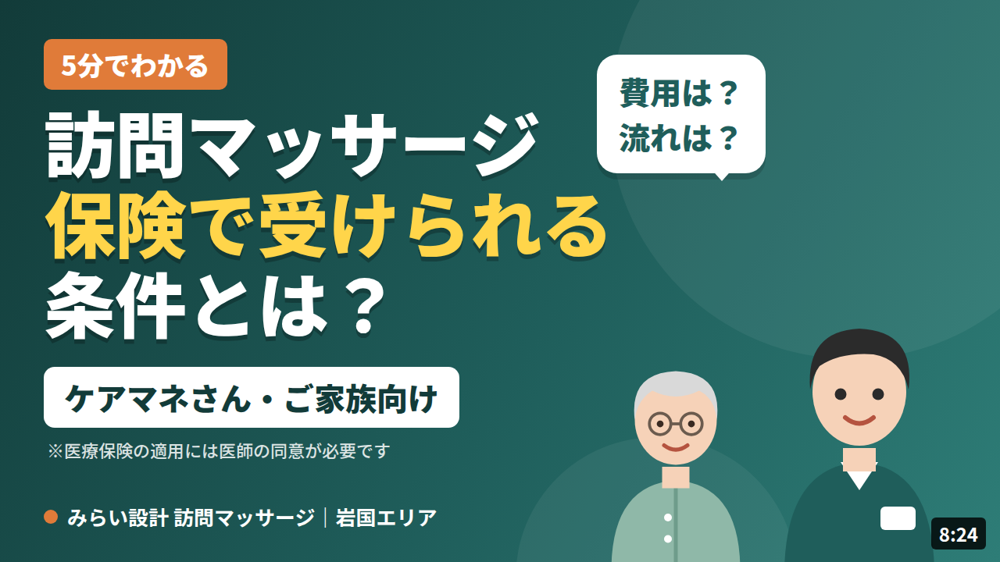 5分でわかる
訪問マッサージ
保険で受けられる
条件とは？
費用は？
流れは？
ケアマネさん・ご家族向け
※医療保険の適用には医師の同意が必要です
みらい設計 訪問マッサージ｜岩国エリア
8:24